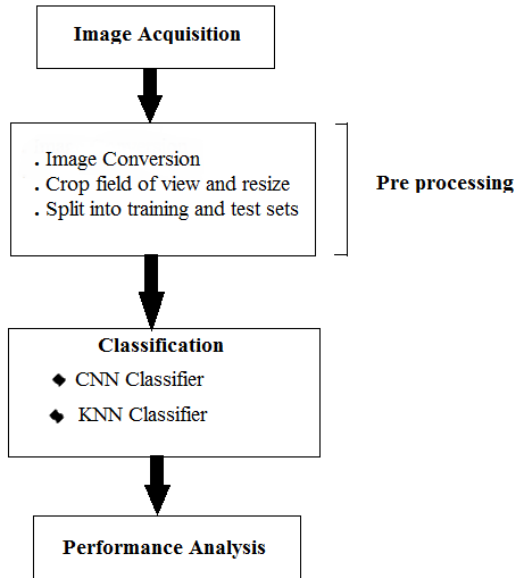 Image Acquisition
. Image Conversion
. Crop field of view and resize
. Split into training and test sets
Pre processing
Classification
◆ CNN Classifier
◆ KNN Classifier
Performance Analysis